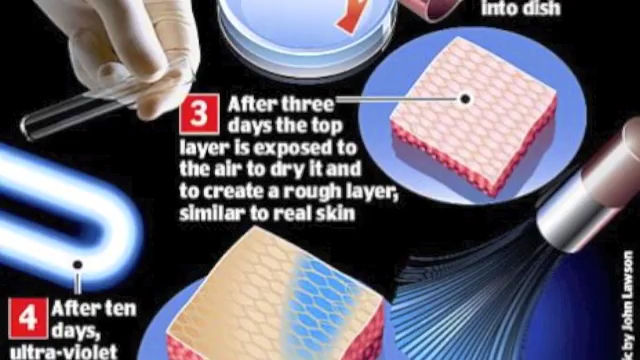 into dish
3 After three
days the top
layer is exposed to
the air to dry it and
to create a rough layer,
similar to real skin
4 After ten
days,
ultra-violet
by John Lawson